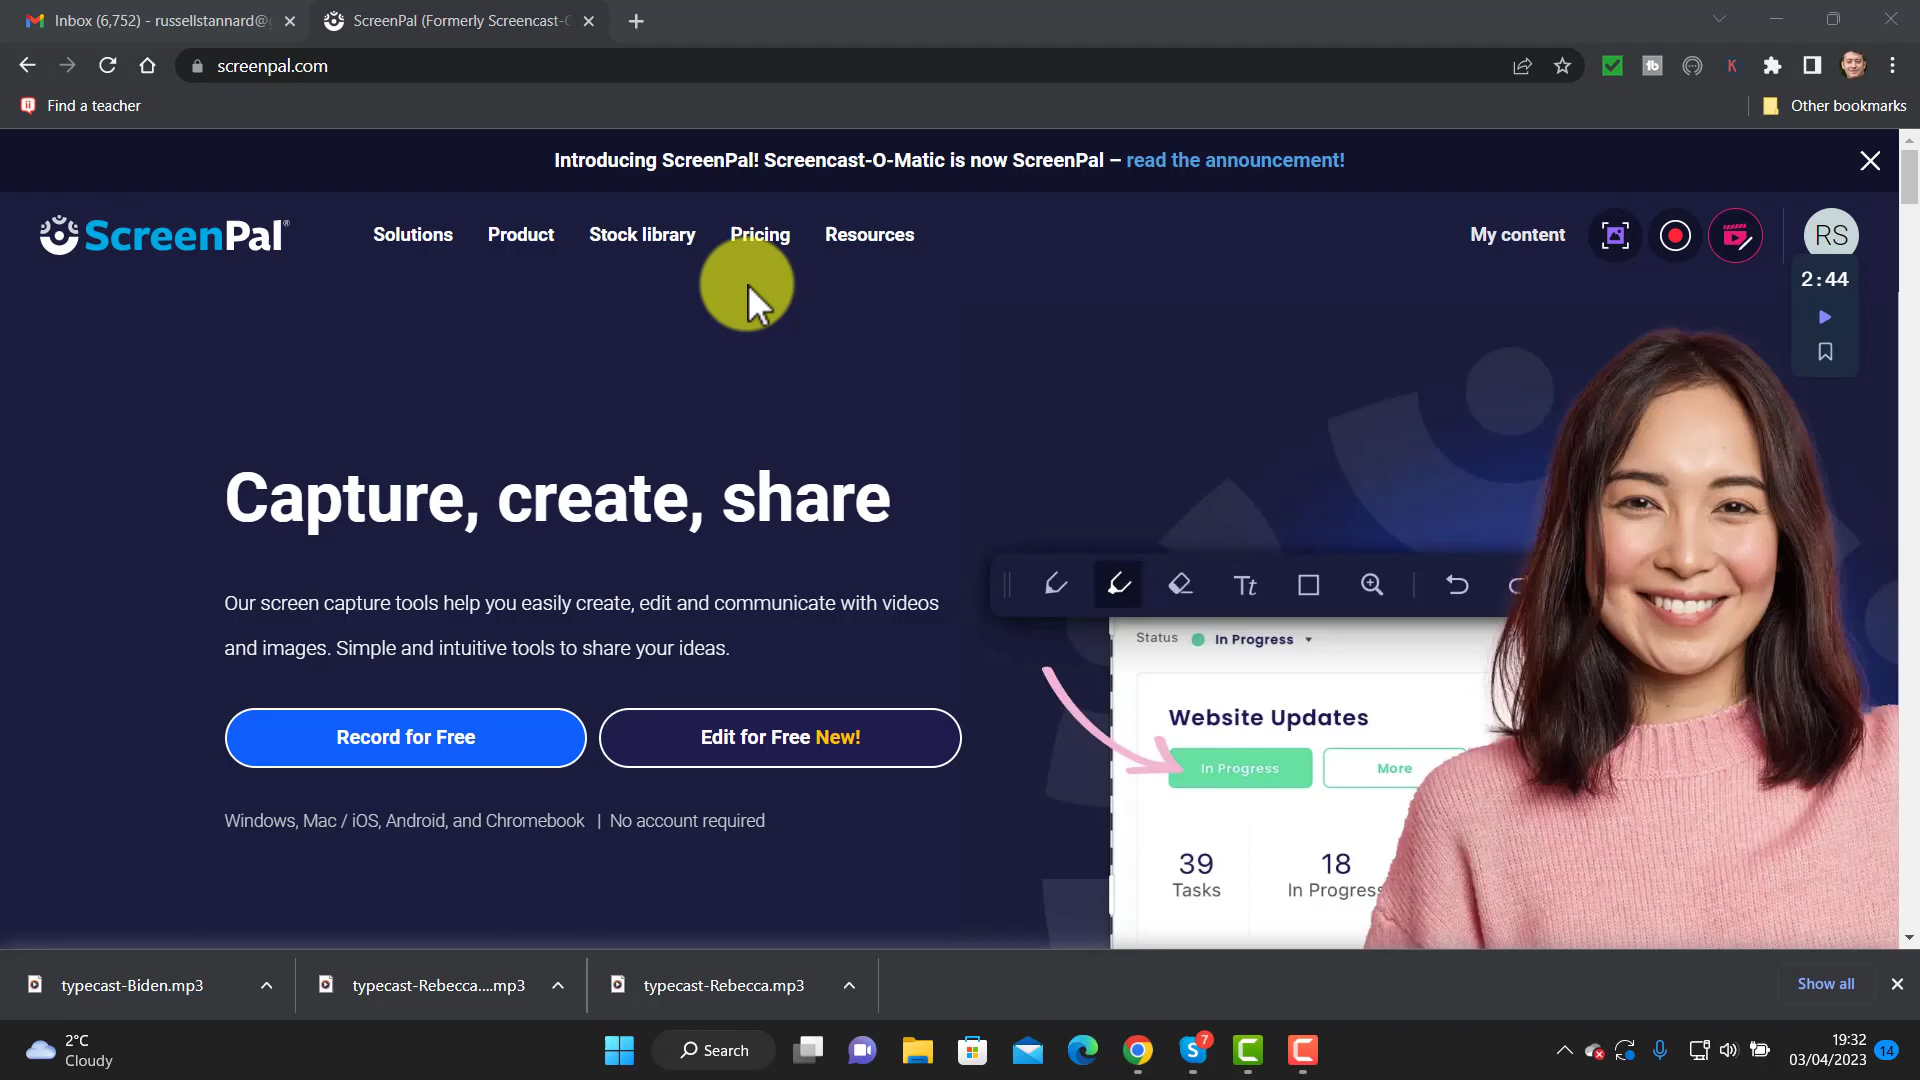 Inbox (6,752) - russellstannard@
ScreenPal (Formerly Screencast-
screenpal.com
Find a teacher
Other bookmarks
Introducing ScreenPal! Screencast-O-Matic is now ScreenPal – read the announcement!
ScreenPal®
Solutions
Product
Stock library
Pricing
Resources
My content
RS
2:44
Capture, create, share
Our screen capture tools help you easily create, edit and communicate with videos
and images. Simple and intuitive tools to share your ideas.
Record for Free
Edit for Free New!
Windows, Mac / iOS, Android, and Chromebook | No account required
Tt
Status
In Progress
Website Updates
In Progress
More
39
18
Tasks
In Progress
typecast-Biden.mp3
typecast-Rebecca....mp3
typecast-Rebecca.mp3
Show all
2°C
Cloudy
Search
7
19:32
03/04/2023
14